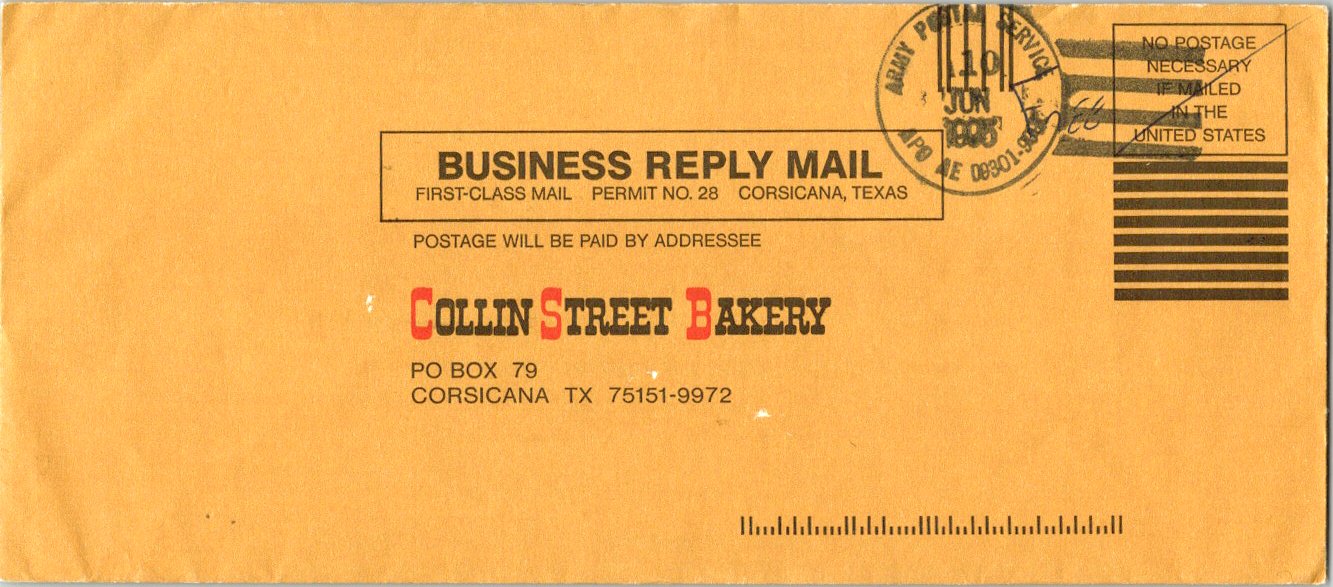 ARMY POSTAL SERVICE
10
JUN
APO AE 09301
NO POSTAGE
NECESSARY
IF MAILED
IN THE
UNITED STATES
BUSINESS REPLY MAIL
FIRST-CLASS MAIL PERMIT NO. 28 CORSICANA, TEXAS
POSTAGE WILL BE PAID BY ADDRESSEE
COLLIN STREET BAKERY
PO BOX 79
CORSICANA TX 75151-9972